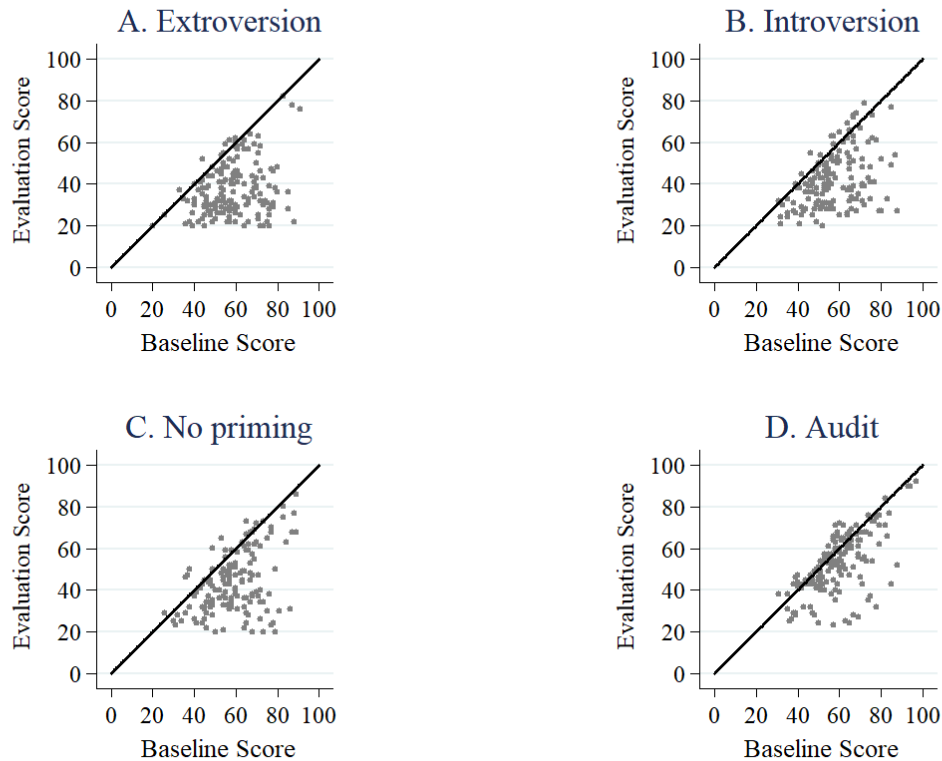 A. Extroversion
Evaluation Score
100
80
60
40
20
0
0 20 40 60 80 100
Baseline Score
B. Introversion
Evaluation Score
100
80
60
40
20
0
0 20 40 60 80 100
Baseline Score
C. No priming
Evaluation Score
100
80
60
40
20
0
0 20 40 60 80 100
Baseline Score
D. Audit
Evaluation Score
100
80
60
40
20
0
0 20 40 60 80 100
Baseline Score